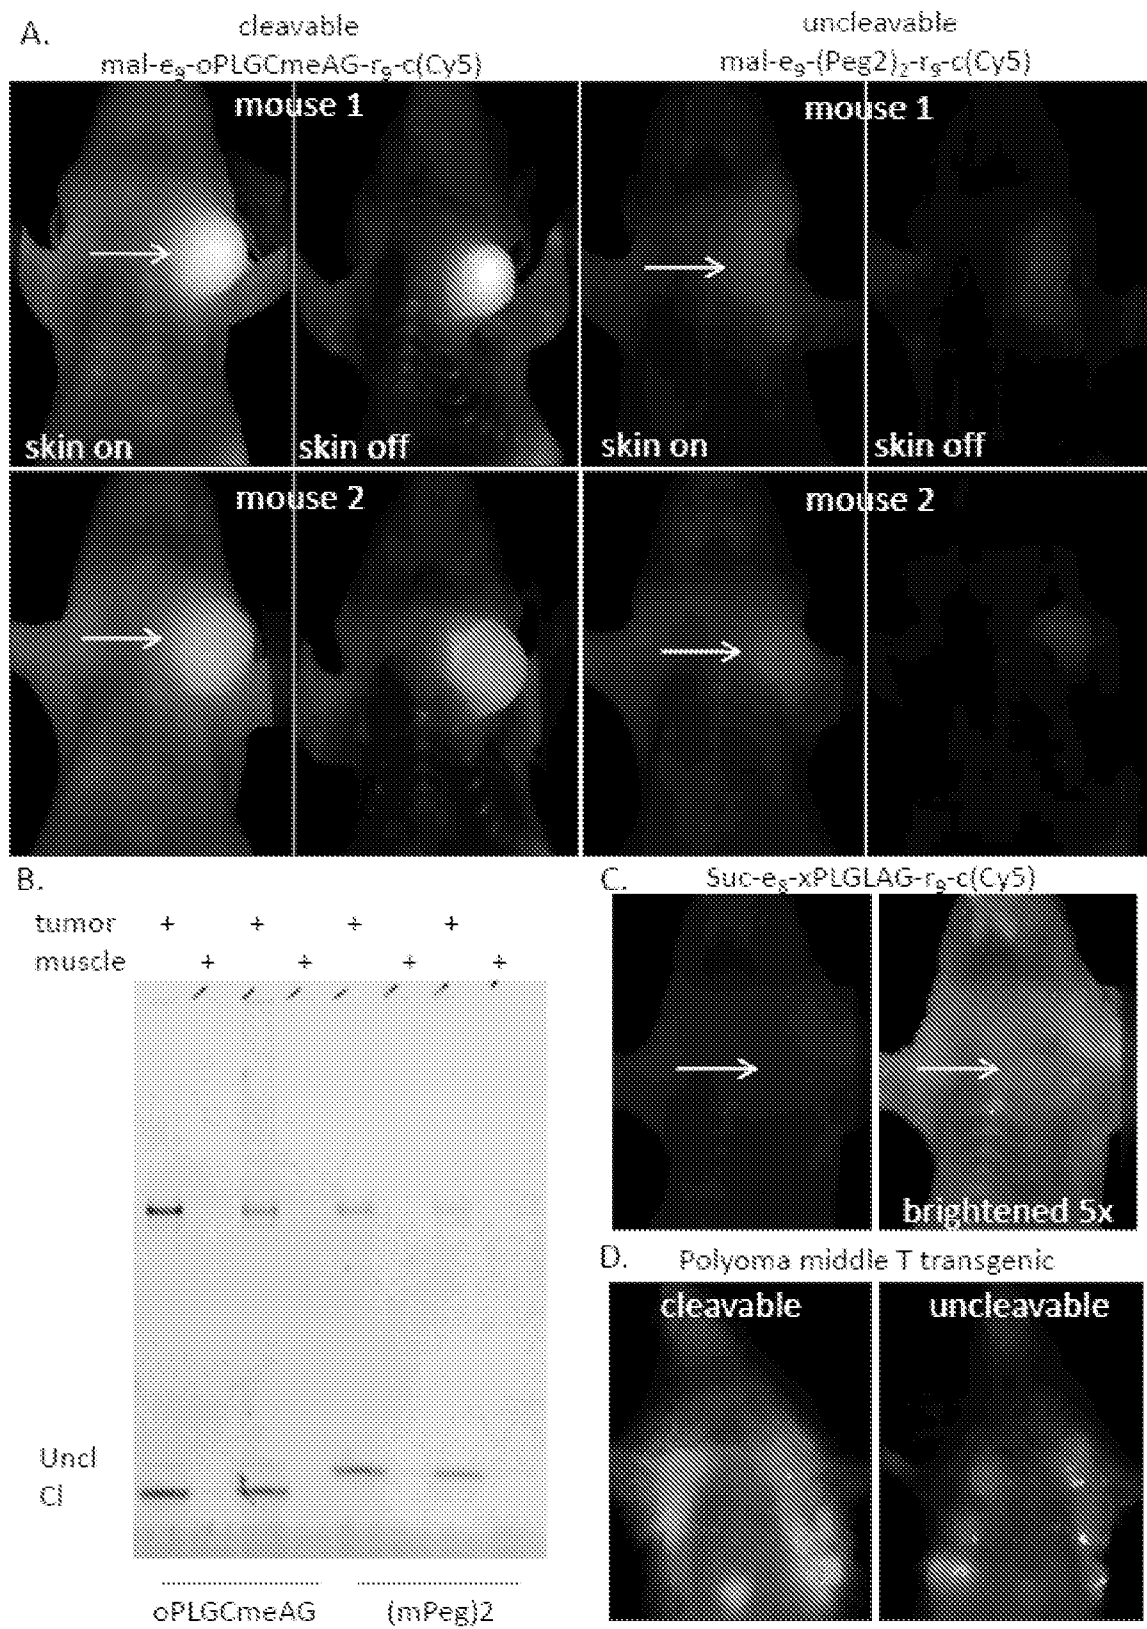 A.
cleavable
mal-e₉-oPLGCmeAG-r₉-c(Cy5)
uncleavable
mal-e₉-(Peg2)₂-r₉-c(Cy5)
mouse 1
mouse 1
skin on
skin off
skin on
skin off
mouse 2
mouse 2
B.
tumor + + + +
muscle + + + +
Uncl
Cl
oPLGCmeAG
(mPeg)2
C.
Suc-e₈-xPLGLAG-r₉-c(Cy5)
brightened 5x
D. Polyoma middle T transgenic
cleavable
uncleavable